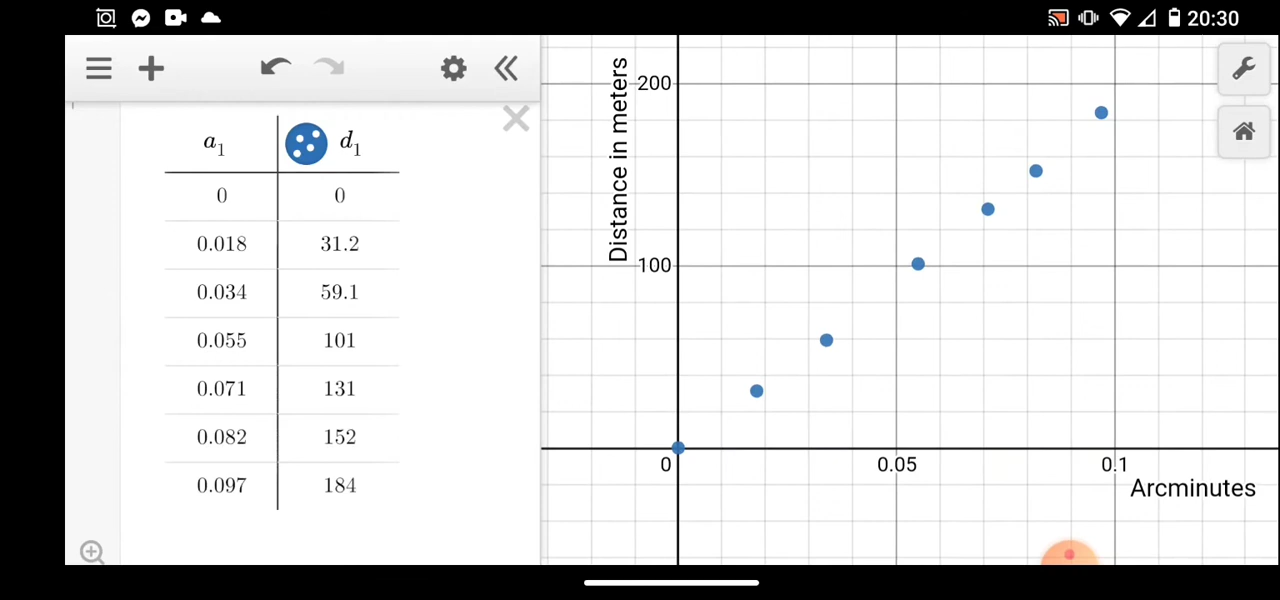 20:30
a1 d1
0 0
0.018 31.2
0.034 59.1
0.055 101
0.071 131
0.082 152
0.097 184
Distance in meters
200
100
0 0.05 0.1
Arcminutes